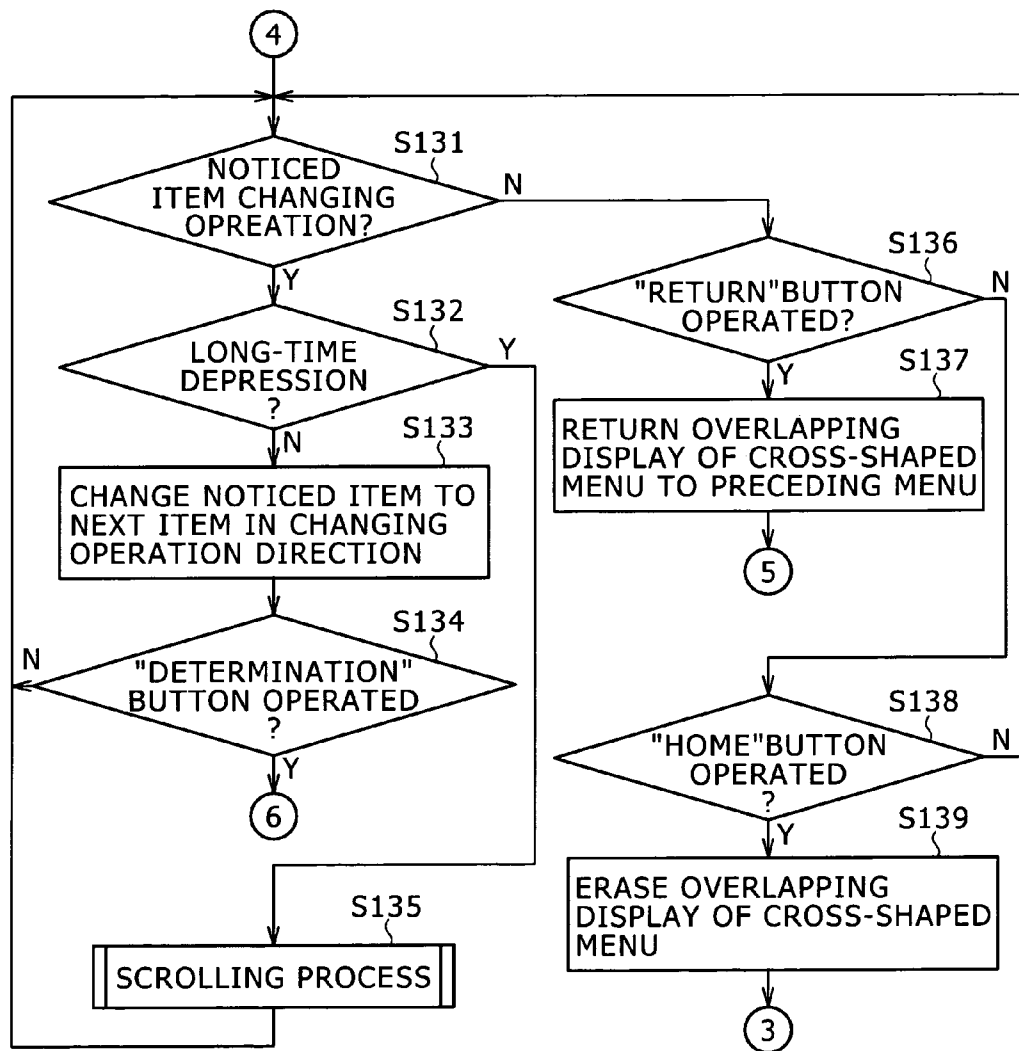 4
S131
NOTICED
ITEM CHANGING
OPREATION?
N
Y
S132
LONG-TIME
DEPRESSION
?
Y
N
S133
CHANGE NOTICED ITEM TO
NEXT ITEM IN CHANGING
OPERATION DIRECTION
S134
"DETERMINATION"
BUTTON OPERATED
?
N
Y
6
S135
SCROLLING PROCESS
S136
"RETURN"BUTTON
OPERATED?
N
Y
S137
RETURN OVERLAPPING
DISPLAY OF CROSS-SHAPED
MENU TO PRECEDING MENU
5
S138
"HOME"BUTTON
OPERATED
?
N
Y
S139
ERASE OVERLAPPING
DISPLAY OF CROSS-SHAPED
MENU
3